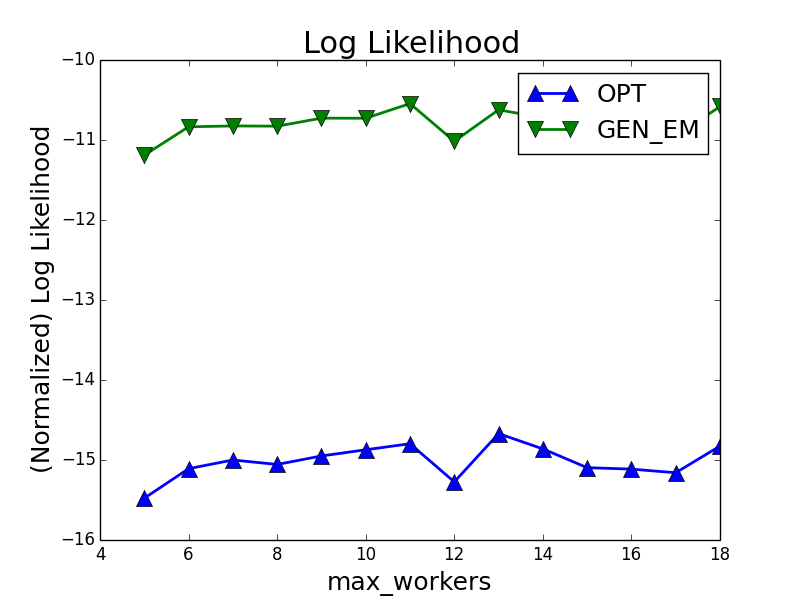 Log Likelihood
OPT
GEN_EM
(Normalized) Log Likelihood
−10
−11
−12
−13
−14
−15
−16
4 6 8 10 12 14 16 18
max_workers